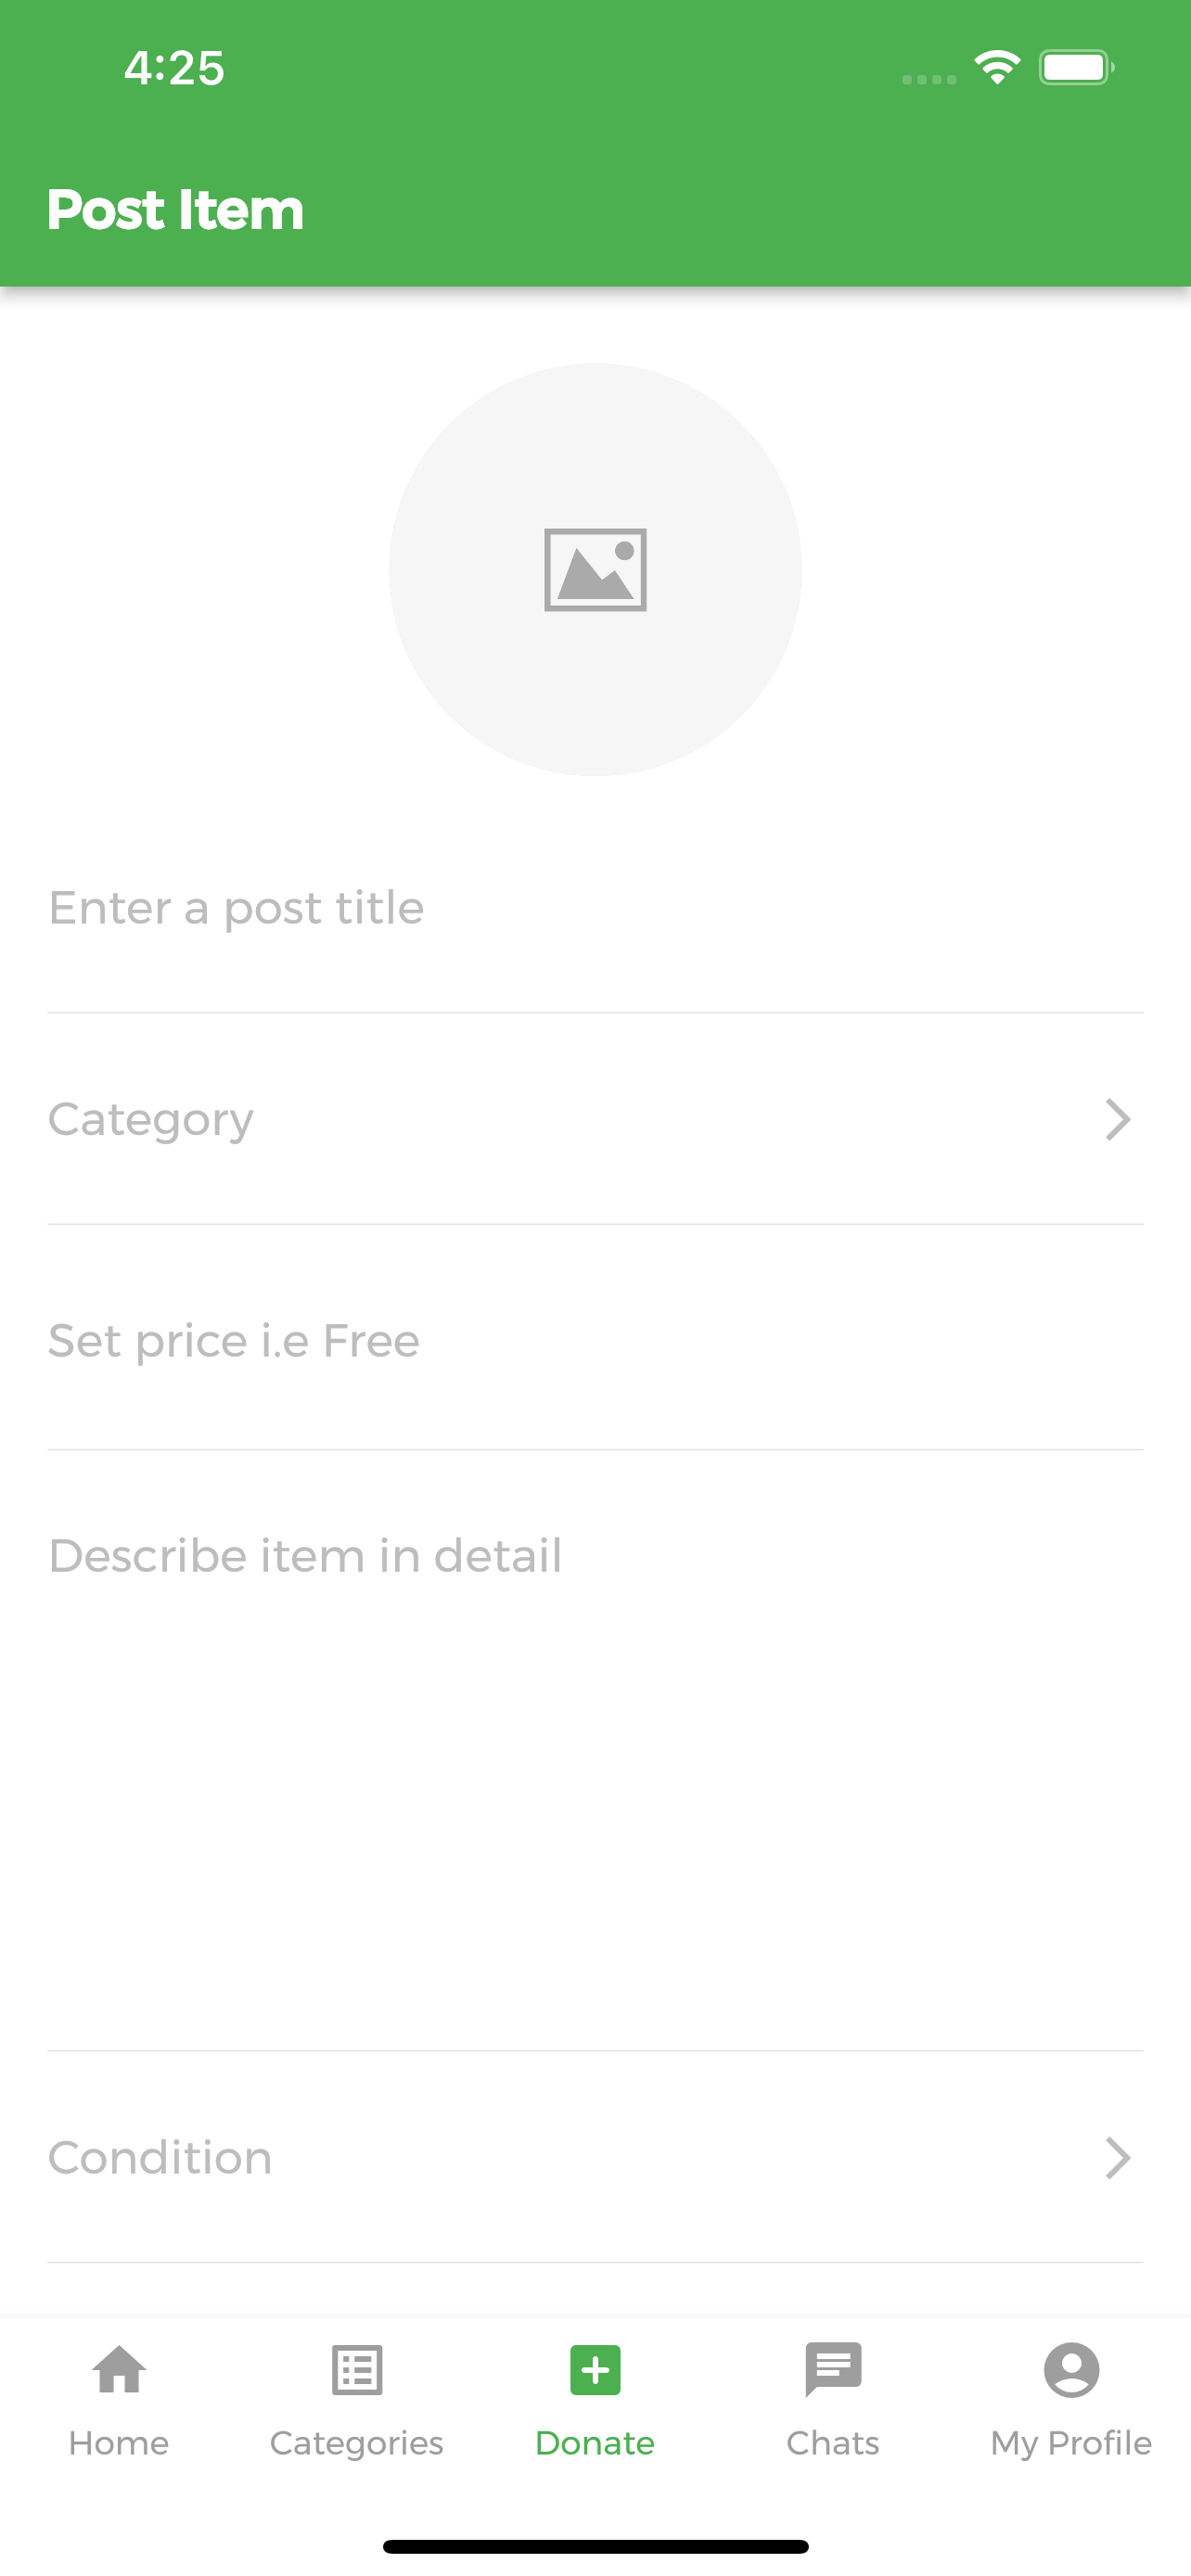 4:25
Post Item
Enter a post title
Category
Set price i.e Free
Describe item in detail
Condition
Home
Categories
Donate
Chats
My Profile